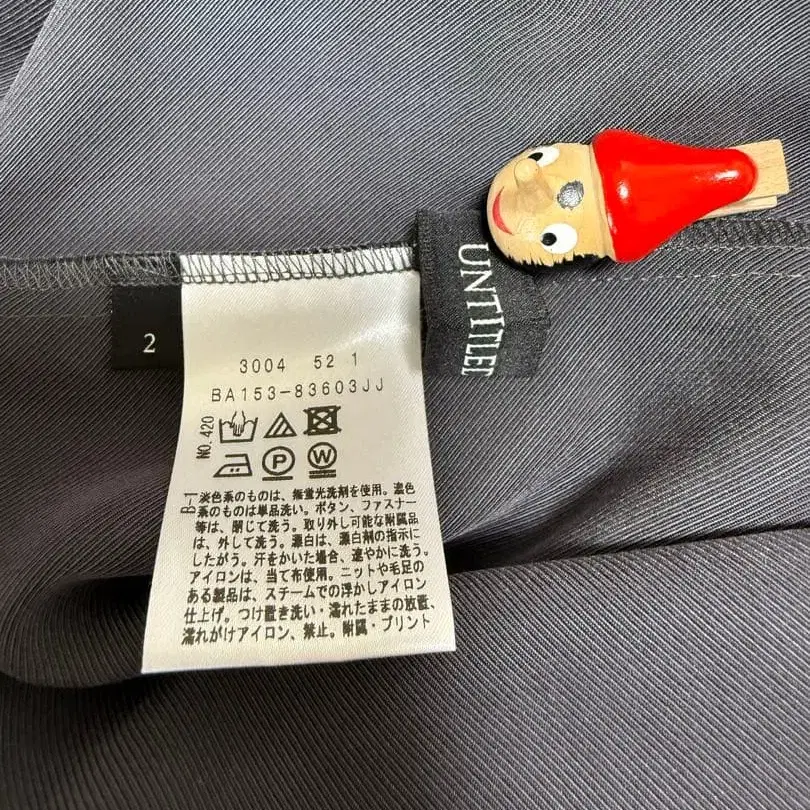 UNTITLED
2
3004 52 1
BA153-83603JJ
NO.420
P
W
B-1
淡色系のものは、無蛍光洗剤を使用。濃色
系のものは単品洗い。ボタン、ファスナー
等は、閉じて洗う。取り外し可能な附属品
は、外して洗う。漂白は、漂白剤の指示に
したがう。汗をかいた場合、速やかに洗う。
アイロンは、当て布使用。ニットや毛足の
ある製品は、スチームでの浮かしアイロン
仕上げ。つけ置き洗い・濡れたままの放置、
濡れがけアイロン、禁止。附属・プリント